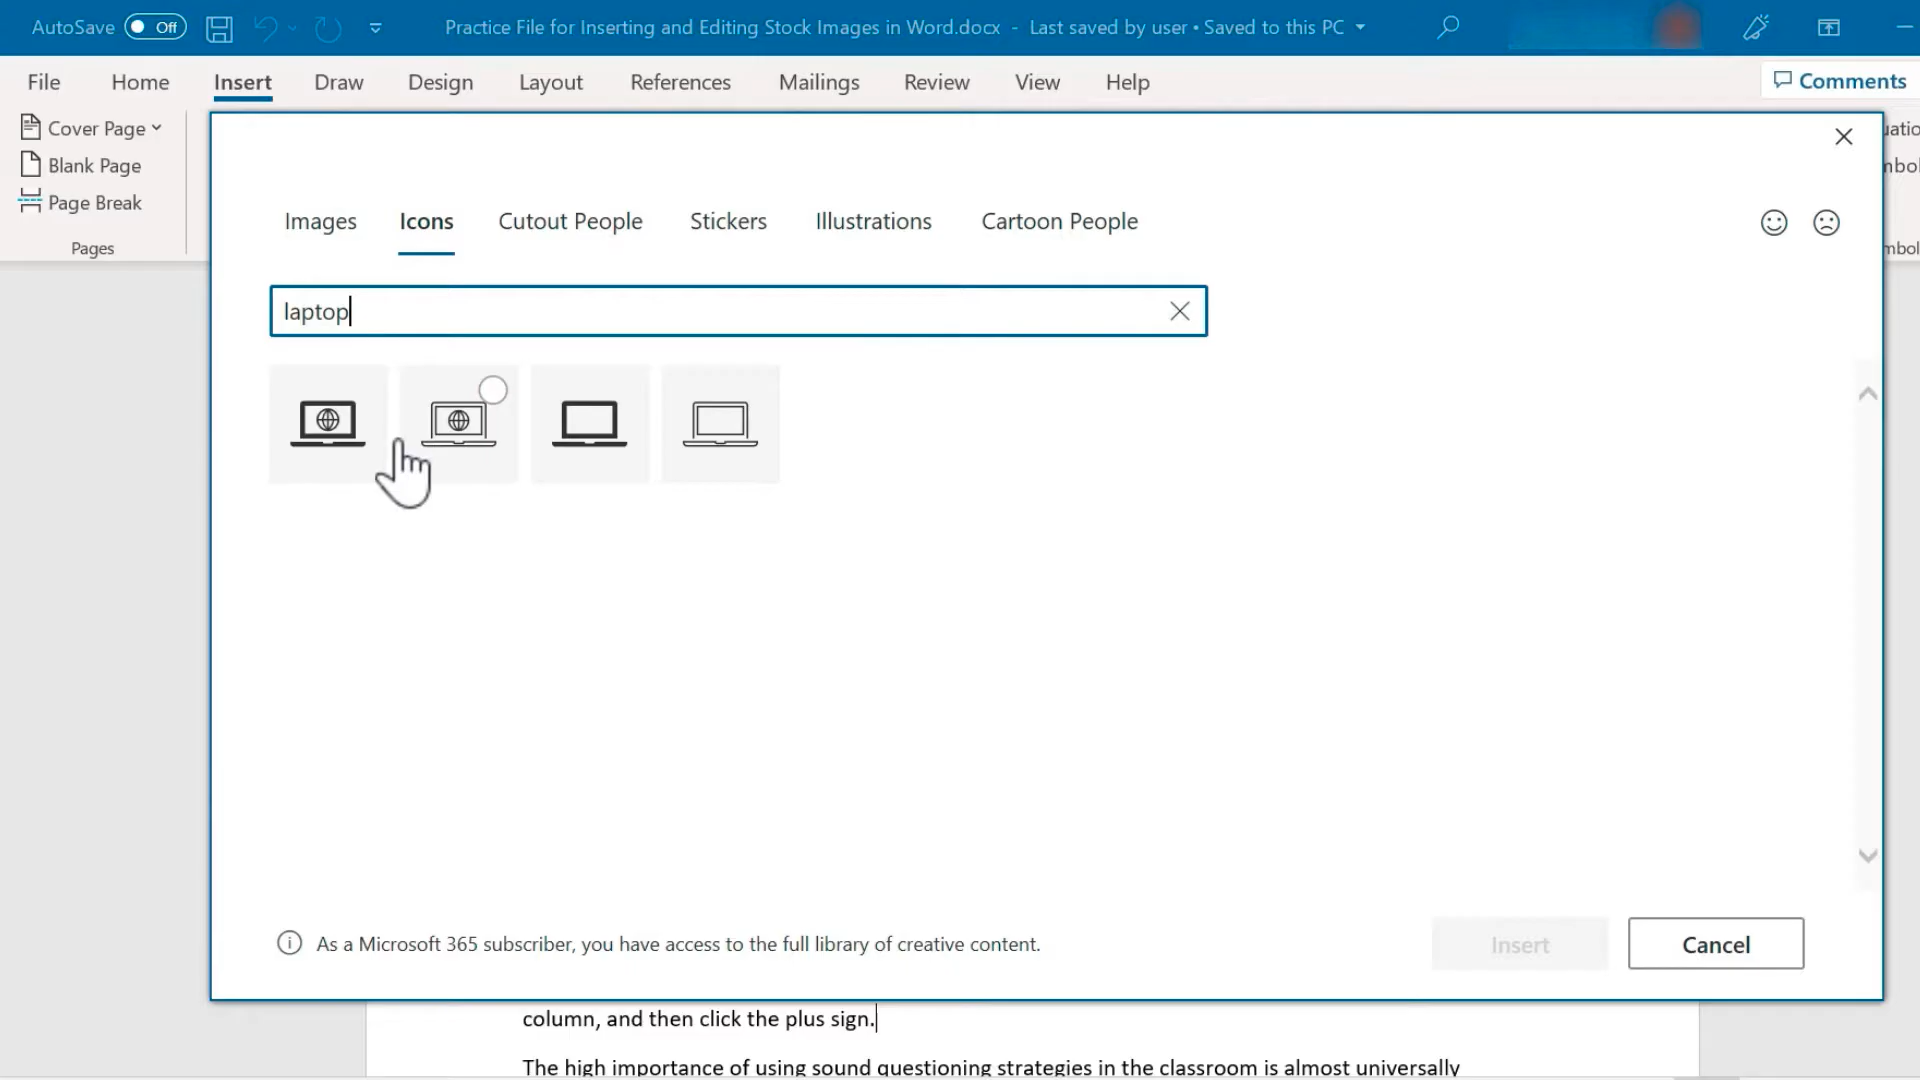 AutoSave Off Practice File for Inserting and Editing Stock Images in Word.docx - Last saved by user • Saved to this PC
File Home Insert Draw Design Layout References Mailings Review View Help Comments
Cover Page
Blank Page
Page Break
Pages
Images Icons Cutout People Stickers Illustrations Cartoon People
laptop
As a Microsoft 365 subscriber, you have access to the full library of creative content.
Insert Cancel
column, and then click the plus sign.
The high importance of using sound questioning strategies in the classroom is almost universally